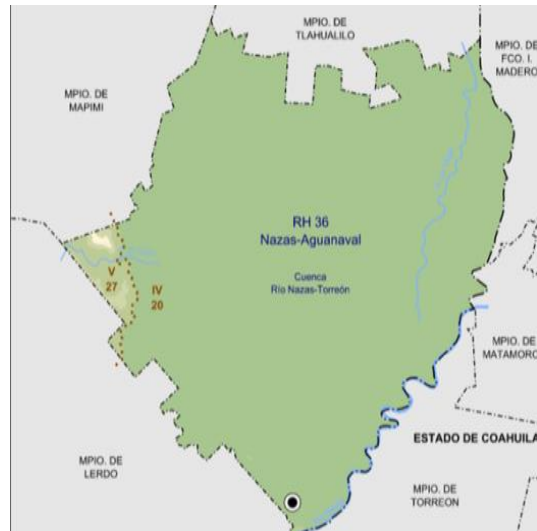 MPIO. DE
TLAHUALILO
MPIO. DE
FCO. I.
MADERO
MPIO. DE
MAPIMI
RH 36
Nazas-Aguanaval
Cuenca
Río Nazas-Torreón
V
27
IV
20
MPIO. DE
MATAMORO
ESTADO DE COAHUILA
MPIO. DE
LERDO
MPIO. DE
TORREON